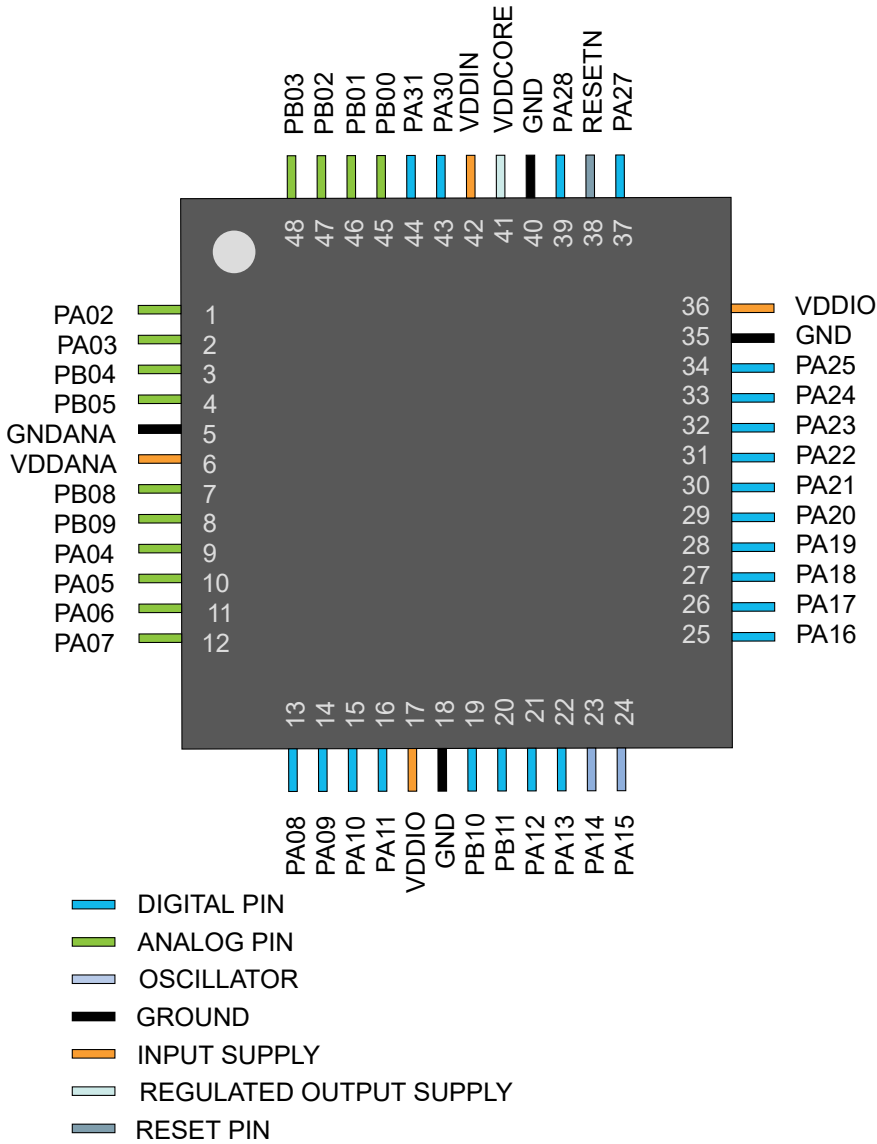 PB03
PB02
PB01
PB00
PA31
PA30
VDDIN
VDDCORE
GND
PA28
RESETN
PA27
48
47
46
45
44
43
42
41
40
39
38
37
PA02 1
PA03 2
PB04 3
PB05 4
GNDANA 5
VDDANA 6
PB08 7
PB09 8
PA04 9
PA05 10
PA06 11
PA07 12
36 VDDIO
35 GND
34 PA25
33 PA24
32 PA23
31 PA22
30 PA21
29 PA20
28 PA19
27 PA18
26 PA17
25 PA16
13
14
15
16
17
18
19
20
21
22
23
24
PA08
PA09
PA10
PA11
VDDIO
GND
PB10
PB11
PA12
PA13
PA14
PA15
DIGITAL PIN
ANALOG PIN
OSCILLATOR
GROUND
INPUT SUPPLY
REGULATED OUTPUT SUPPLY
RESET PIN